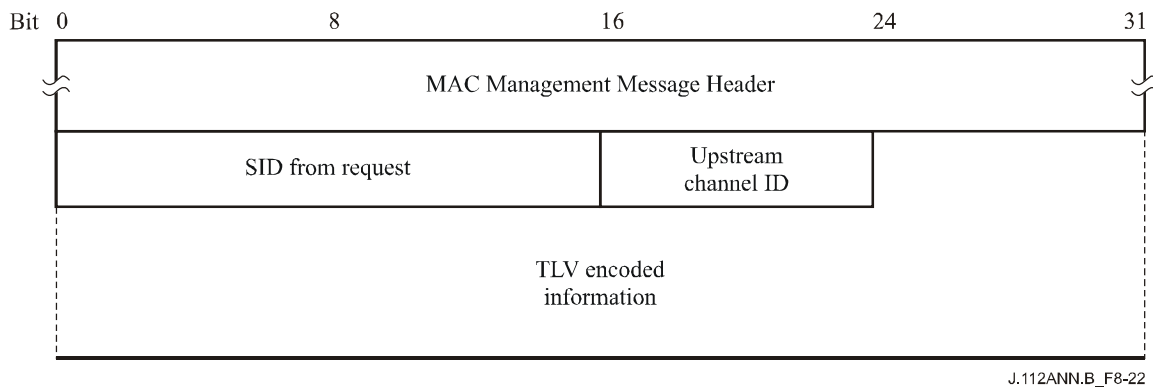 Bit 0 8 16 24 31
MAC Management Message Header
SID from request
Upstream
channel ID
TLV encoded
information
J.112ANN.B_F8-22